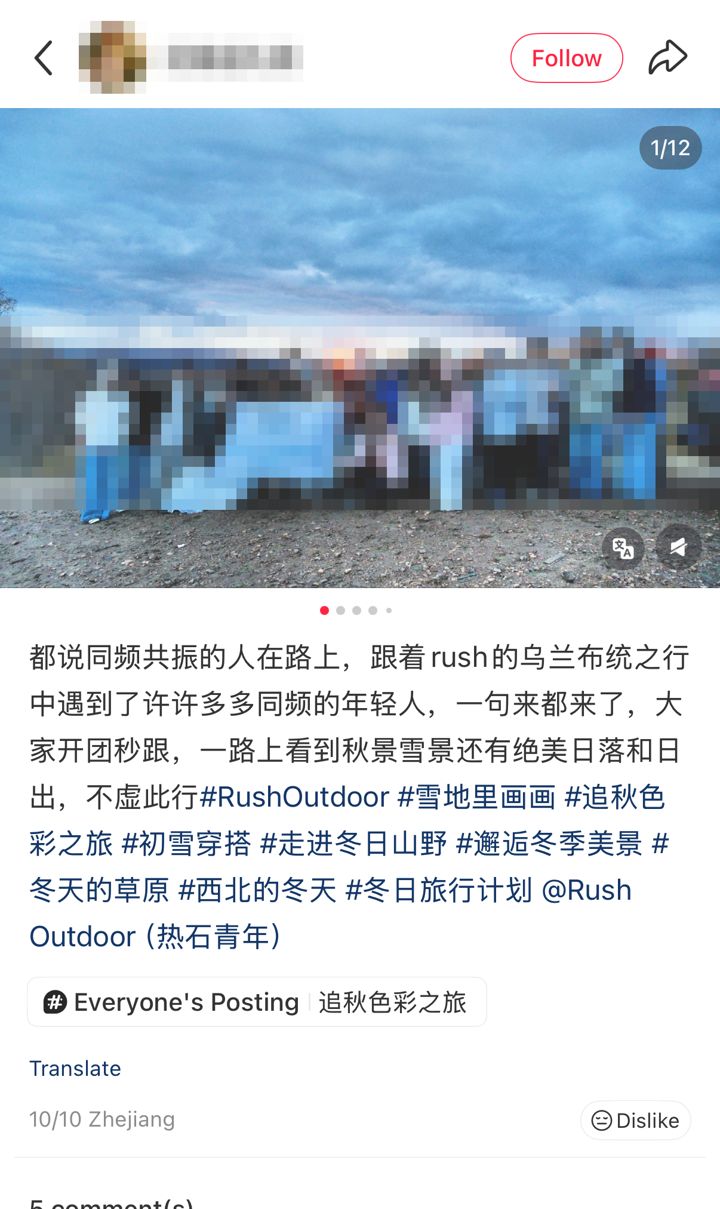 Follow
1/12
都说同频共振的人在路上，跟着rush的乌兰布统之行
中遇到了许许多多同频的年轻人，一句来都来了，大
家开团秒跟，一路上看到秋景雪景还有绝美日落和日
出，不虚此行#RushOutdoor #雪地里画画 #追秋色
彩之旅 #初雪穿搭 #走进冬日山野 #邂逅冬季美景 #
冬天的草原 #西北的冬天 #冬日旅行计划 @Rush
Outdoor（热石青年）
# Everyone's Posting 追秋色彩之旅
Translate
10/10 Zhejiang
Dislike
5 comment(s)